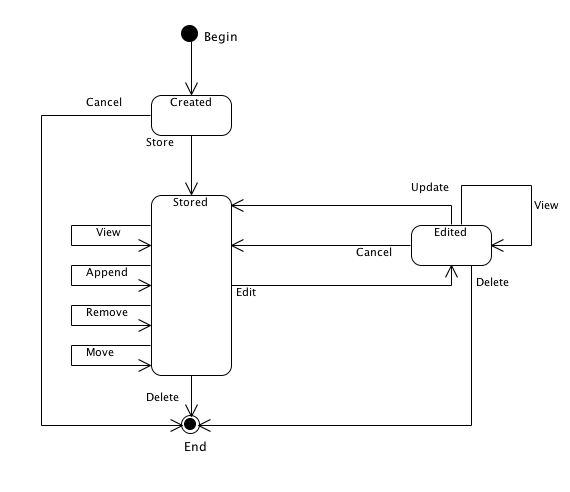 Begin
Cancel
Created
Store
Stored
Update
View
View
Edited
Cancel
Append
Delete
Edit
Remove
Move
Delete
End